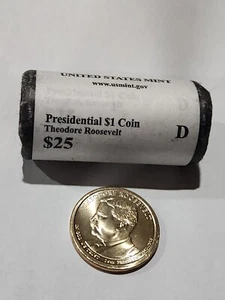 UNITED STATES MINT
www.usmint.gov
Presidential $1 Coin
Theodore Roosevelt
$25
D